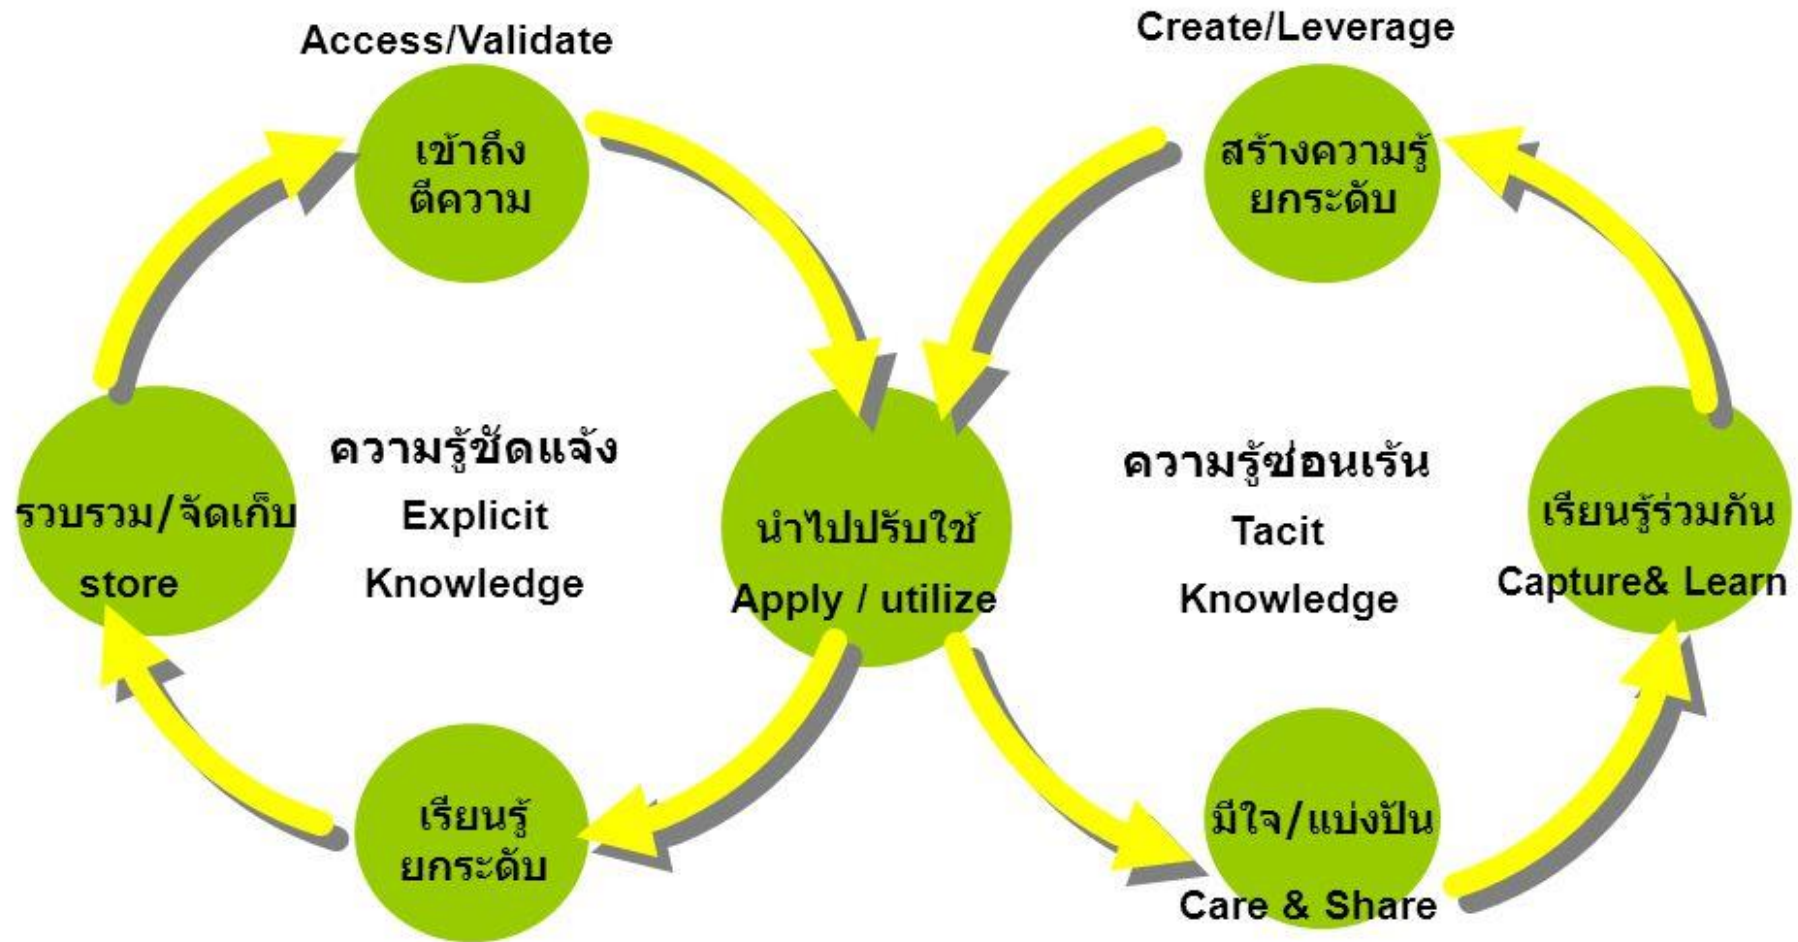 Access/Validate
เข้าถึง
ตีความ
รวบรวม/จัดเก็บ
store
ความรู้ชัดแจ้ง
Explicit
Knowledge
เรียนรู้
ยกระดับ
นำไปปรับใช้
Apply / utilize
Create/Leverage
สร้างความรู้
ยกระดับ
ความรู้ซ่อนเร้น
Tacit
Knowledge
เรียนรู้ร่วมกัน
Capture& Learn
มีใจ/แบ่งปัน
Care & Share